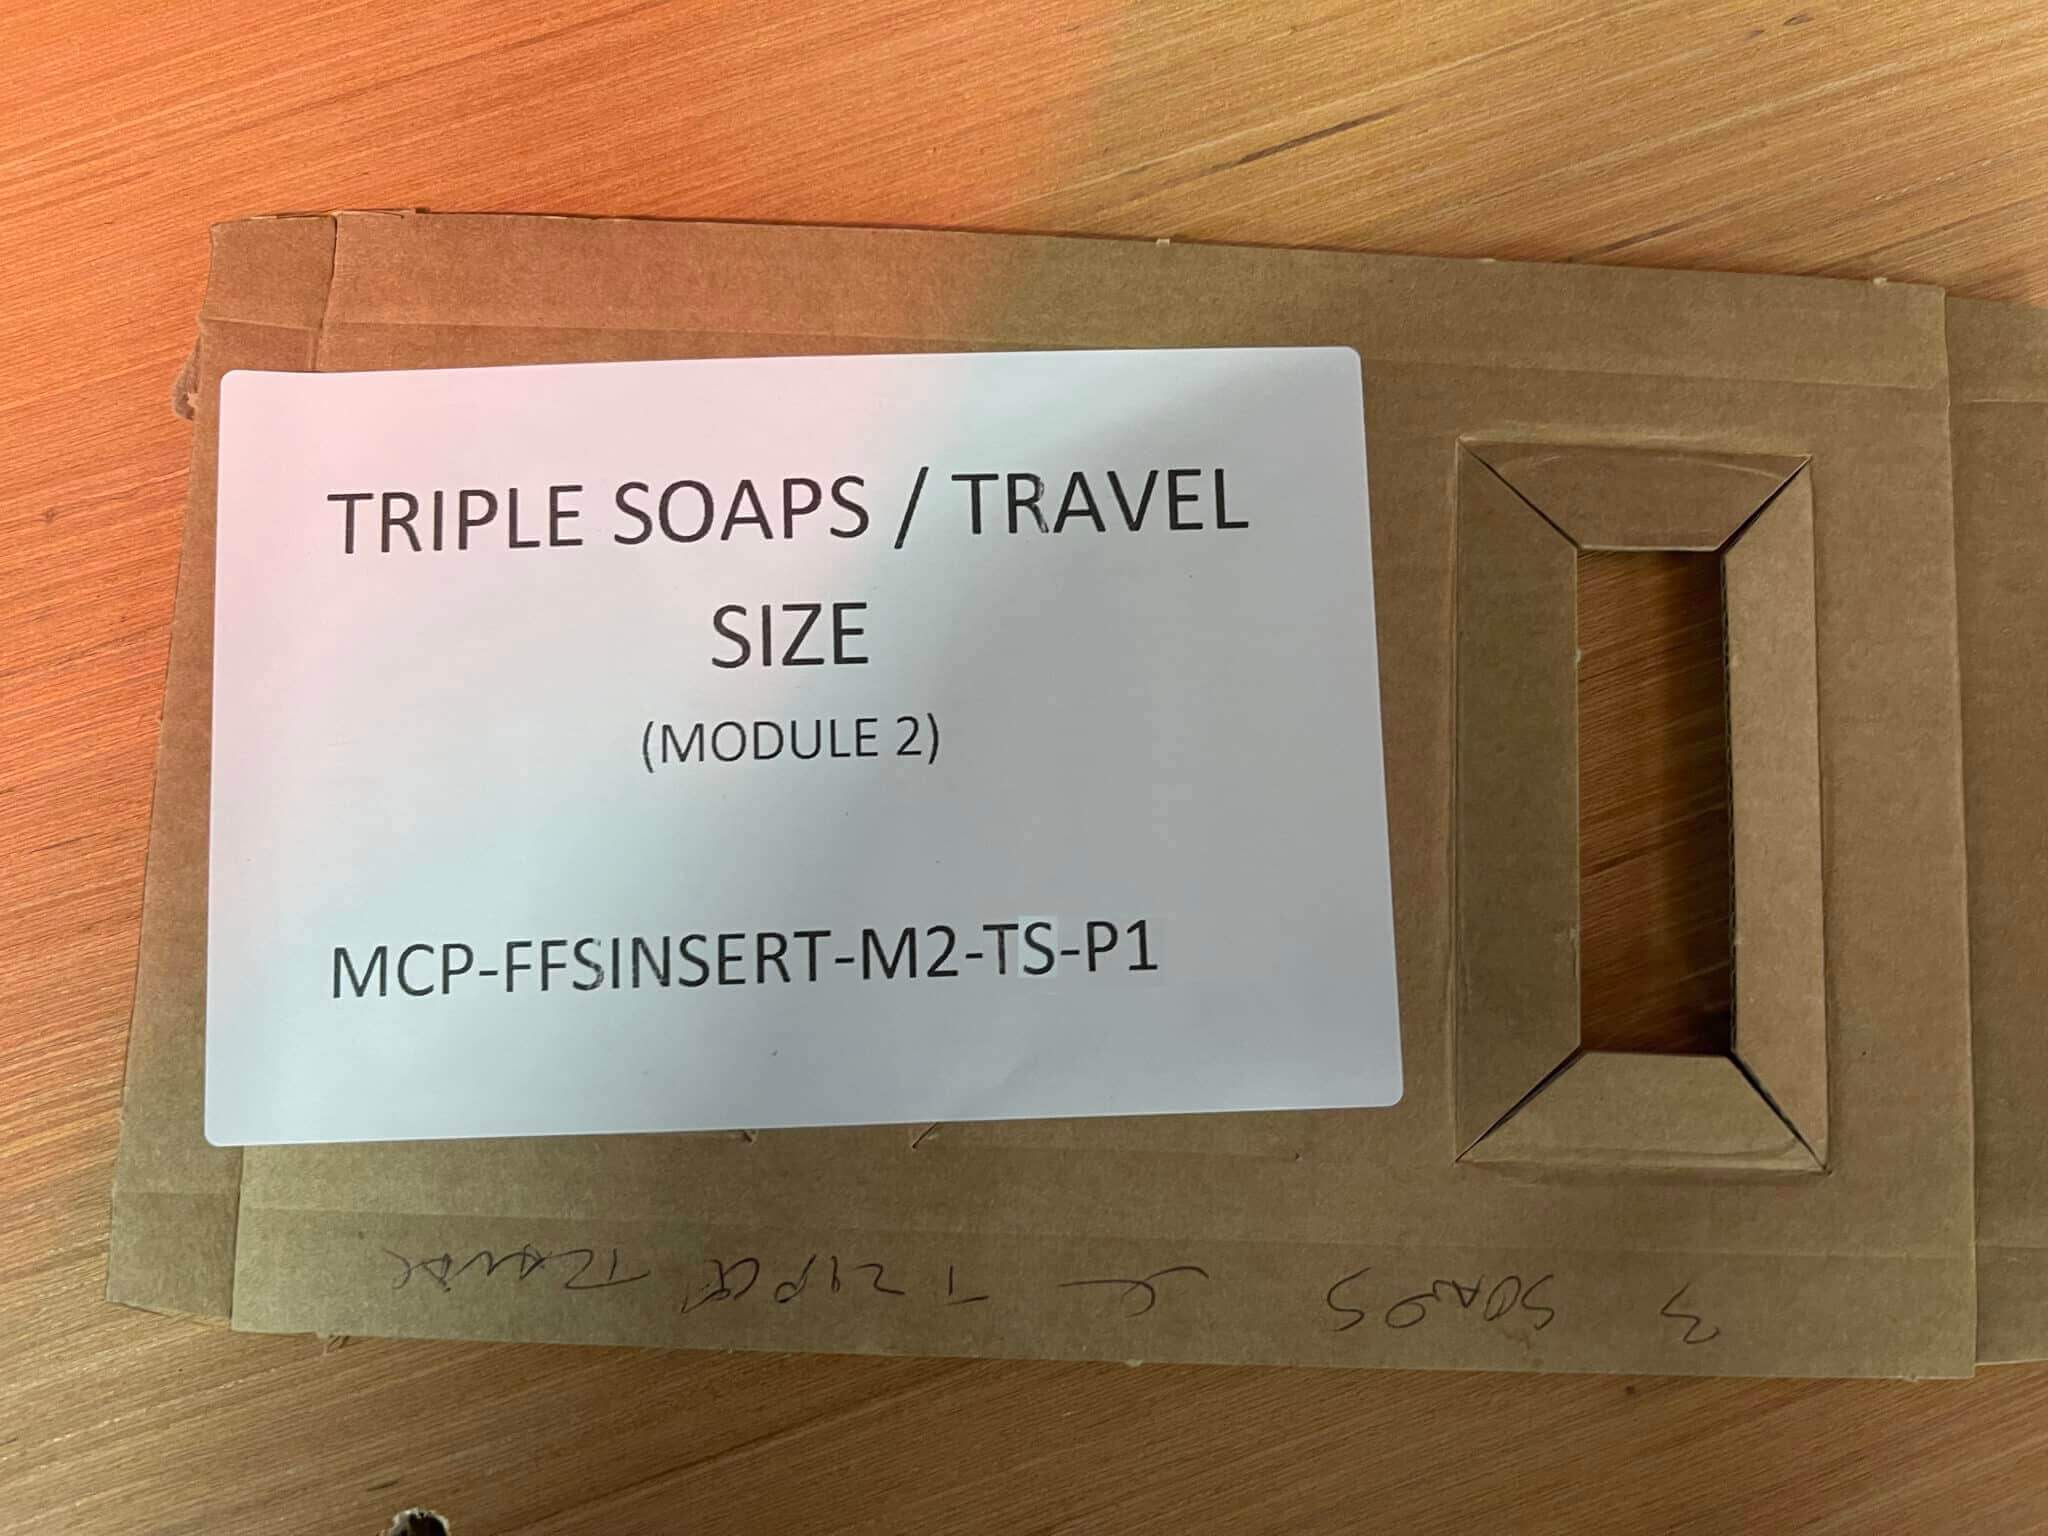 TRIPLE SOAPS / TRAVEL
SIZE
(MODULE 2)
MCP-FFSINSERT-M2-TS-P1
3 SOAPS